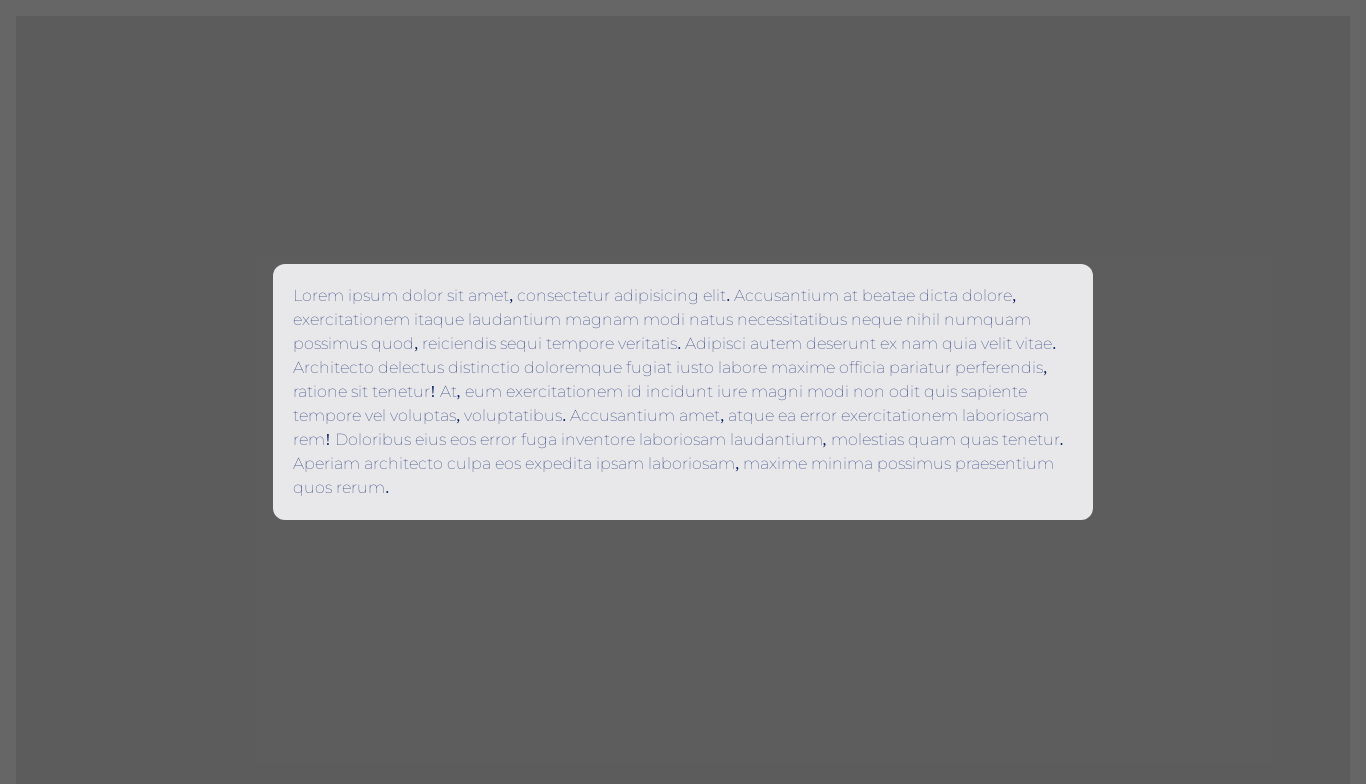 Lorem ipsum dolor sit amet, consectetur adipisicing elit. Accusantium at beatae dicta dolore,
exercitationem itaque laudantium magnam modi natus necessitatibus neque nihil numquam
possimus quod, reiciendis sequi tempore veritatis. Adipisci autem deserunt ex nam quia velit vitae.
Architecto delectus distinctio doloremque fugiat iusto labore maxime officia pariatur perferendis,
ratione sit tenetur! At, eum exercitationem id incidunt iure magni modi non odit quis sapiente
tempore vel voluptas, voluptatibus. Accusantium amet, atque ea error exercitationem laboriosam
rem! Doloribus eius eos error fuga inventore laboriosam laudantium, molestias quam quas tenetur.
Aperiam architecto culpa eos expedita ipsam laboriosam, maxime minima possimus praesentium
quos rerum.